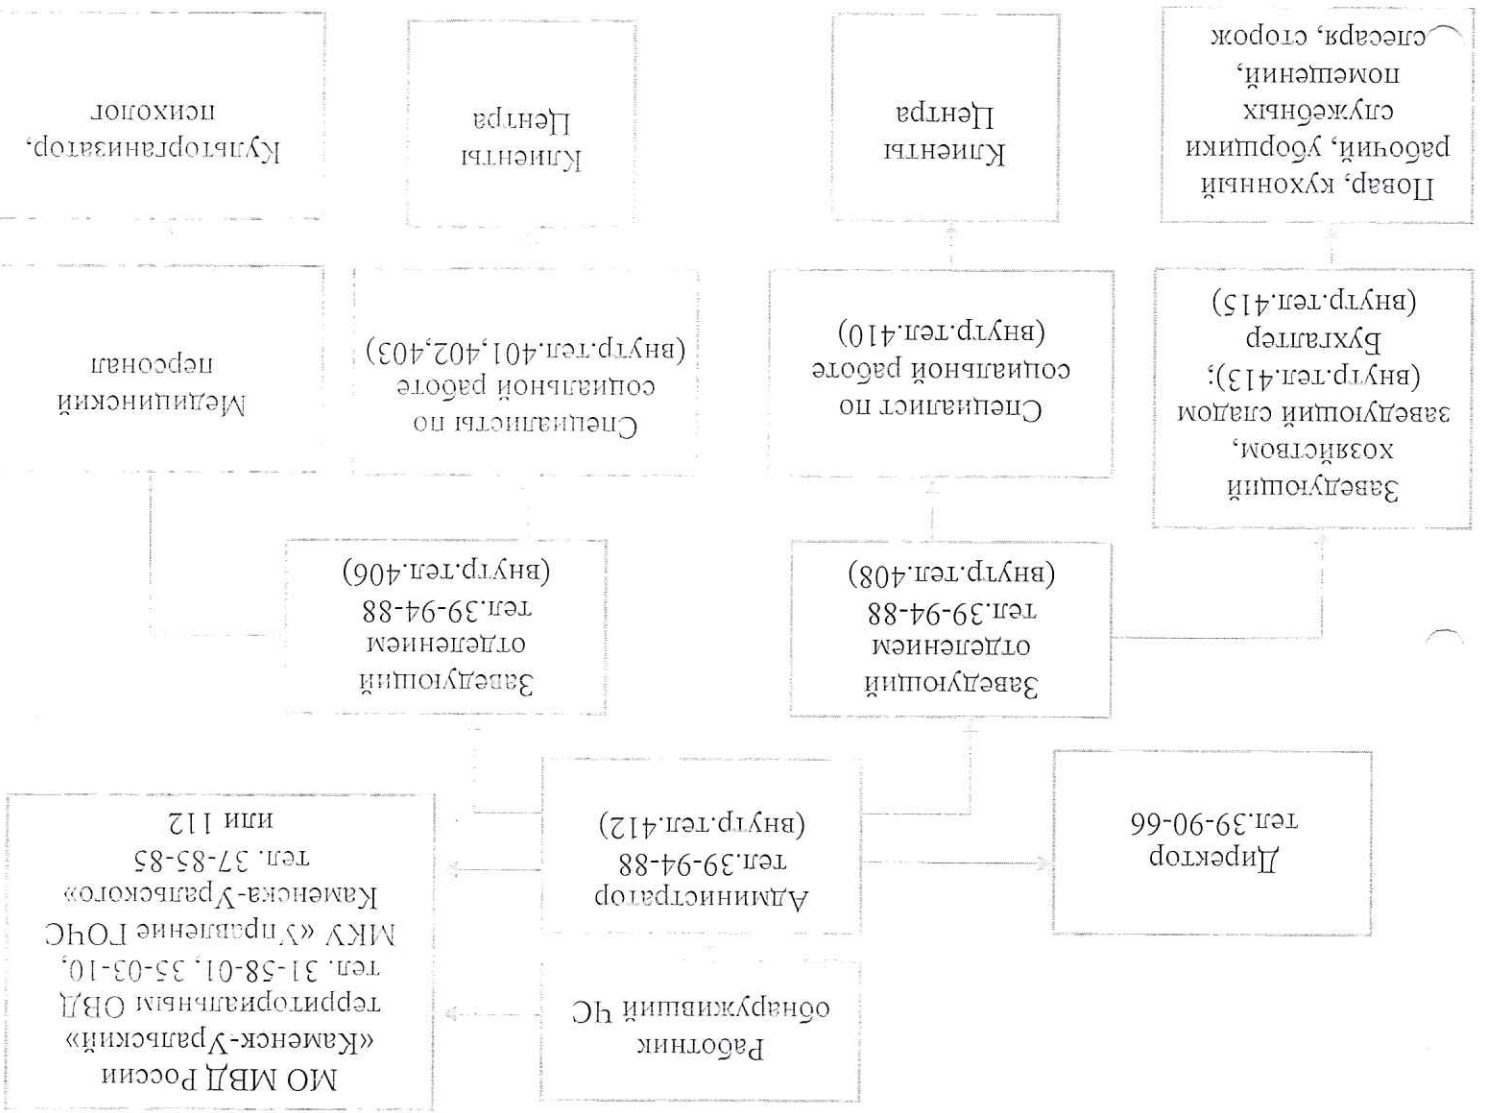 Работник
обнаруживший ЧС
МО МВД России
«Каменск-Уральский»
территориальным ОВД
тел. 31-58-01, 35-03-10,
МКУ «Управление ГОЧС
Каменска-Уральского»
тел. 37-85-85
или 112
Директор
тел.39-90-66
Администратор
тел.39-94-88
(внутр.тел.412)
Заведующий
отделением
тел.39-94-88
(внутр.тел.408)
Заведующий
отделением
тел.39-94-88
(внутр.тел.406)
Заведующий
хозяйством,
заведующий сладом
(внутр.тел.413);
Бухгалтер
(внутр.тел.415)
Специалист по
социальной работе
(внутр.тел.410)
Специалисты по
социальной работе
(внутр.тел.401,402,403)
Медицинский
персонал
Повар, кухонный
рабочий, уборщики
служебных
помещений,
слесаря, сторож
Клиенты
Центра
Клиенты
Центра
Культорганизатор,
психолог